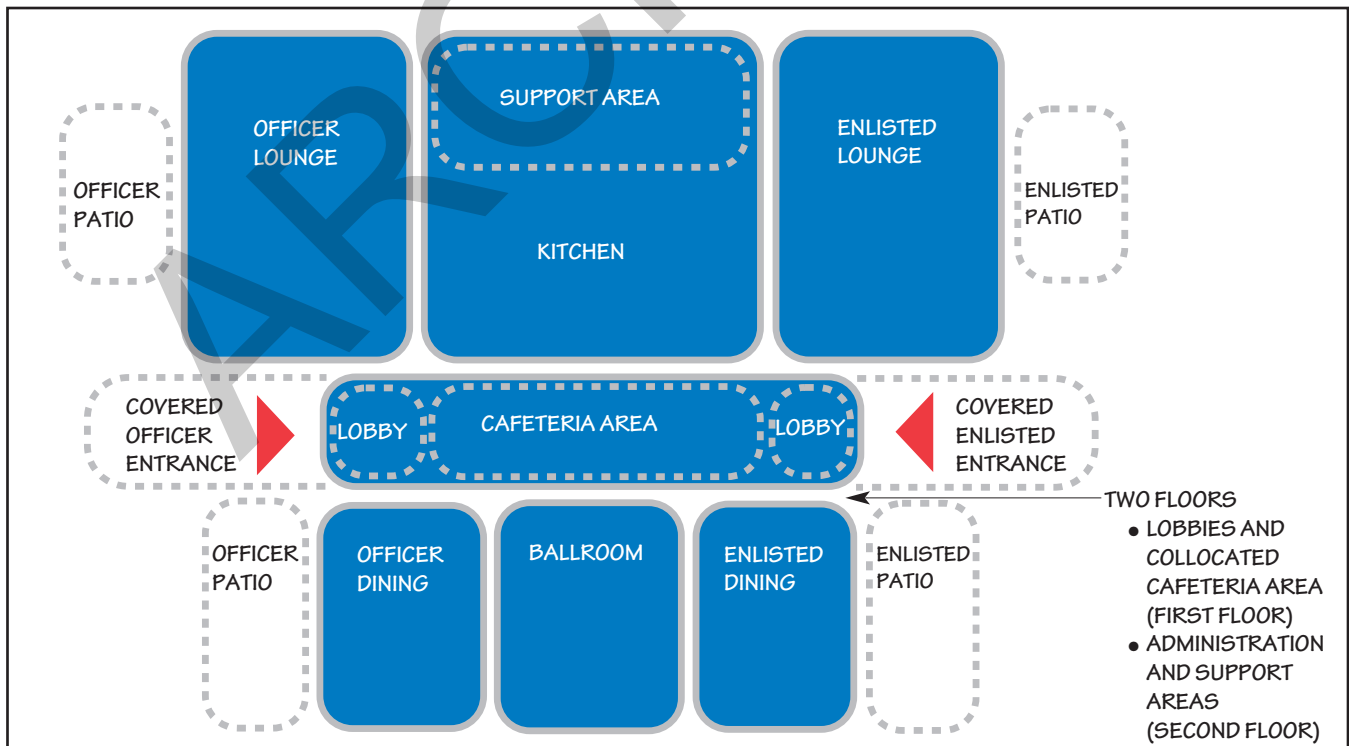 SUPPORT AREA
OFFICER
LOUNGE
ENLISTED
LOUNGE
OFFICER
PATIO
ENLISTED
PATIO
KITCHEN
COVERED
OFFICER
ENTRANCE
LOBBY
CAFETERIA AREA
LOBBY
COVERED
ENLISTED
ENTRANCE
OFFICER
PATIO
OFFICER
DINING
BALLROOM
ENLISTED
DINING
ENLISTED
PATIO
TWO FLOORS
• LOBBIES AND
COLLOCATED
CAFETERIA AREA
(FIRST FLOOR)
• ADMINISTRATION
AND SUPPORT
AREAS
(SECOND FLOOR)